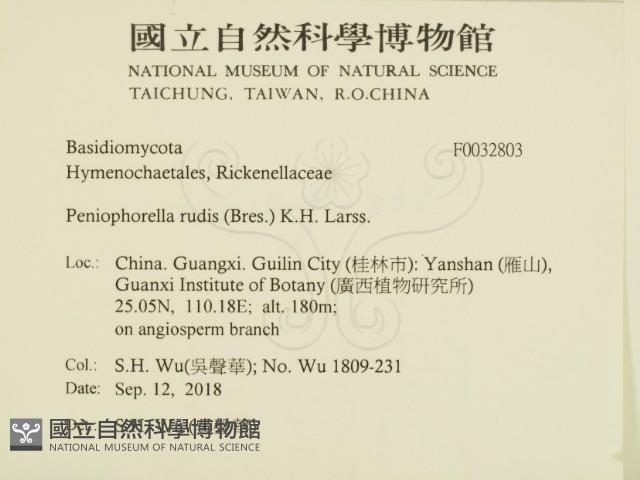 國立自然科學博物館
NATIONAL MUSEUM OF NATURAL SCIENCE
TAICHUNG, TAIWAN, R.O.CHINA
Basidiomycota F0032803
Hymenochaetales, Rickenellaceae
Peniophorella rudis (Bres.) K.H. Larss.
Loc.: China. Guangxi. Guilin City (桂林市): Yanshan (雁山),
Guanxi Institute of Botany (廣西植物研究所)
25.05N, 110.18E; alt. 180m;
on angiosperm branch
Col.: S.H. Wu(吳聲華); No. Wu 1809-231
Date: Sep. 12, 2018
國立自然科學博物館
NATIONAL MUSEUM OF NATURAL SCIENCE